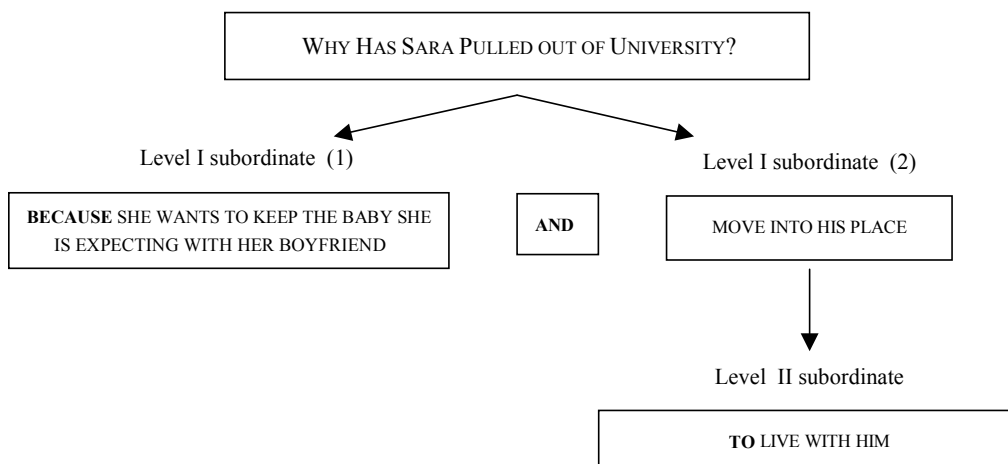 WHY HAS SARA PULLED OUT OF UNIVERSITY?
Level I subordinate (1)
Level I subordinate (2)
BECAUSE SHE WANTS TO KEEP THE BABY SHE
IS EXPECTING WITH HER BOYFRIEND
AND
MOVE INTO HIS PLACE
Level II subordinate
TO LIVE WITH HIM